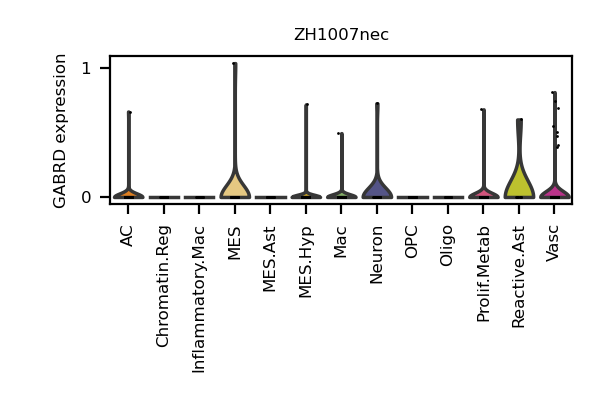 ZH1007nec
GABRD expression
1
0
AC
Chromatin.Reg
Inflammatory.Mac
MES
MES.Ast
MES.Hyp
Mac
Neuron
OPC
Oligo
Prolif.Metab
Reactive.Ast
Vasc